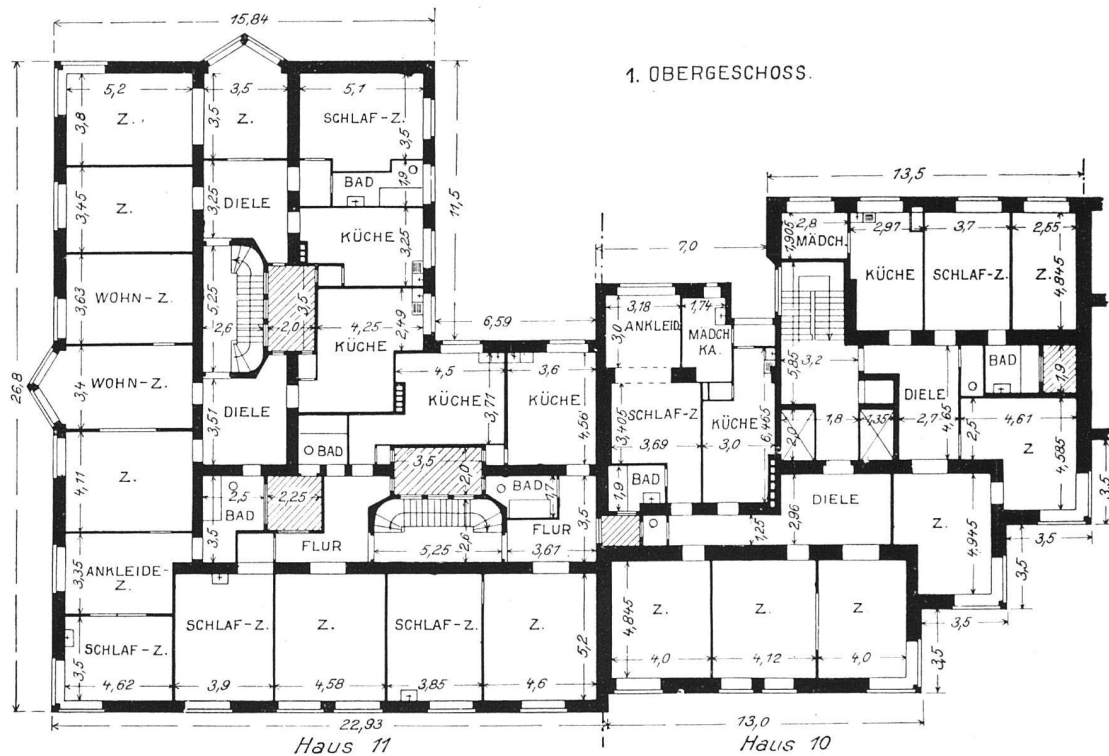 15,84
1. OBERGESCHOSS.
5,2
3,5
5,1
3,8
Z.
3,5
Z.
SCHLAF-Z.
3,5
13,5
BAD
1,9
3,45
Z.
3,25
DIELE
11,5
KÜCHE
3,25
7,0
2,8
1,905
MÄDCH.
2,97
3,7
2,55
KÜCHE
SCHLAF-Z.
Z.
4,845
3,63
WOHN-Z.
5,25
2,6
2,0
3,5
4,25
2,49
KÜCHE
6,59
3,18
1,74
3,0
ANKLEID.
MÄDCH
KA.
5,85
3,2
26,8
3,4
WOHN-Z.
4,5
3,6
KÜCHE
3,71
KÜCHE
4,56
DIELE
3,51
SCHLAF-Z
3,405
3,69
KÜCHE
3,0
6,465
DIELE
2,7
4,65
BAD
1,9
4,61
2,5
Z.
4,585
2,0
1,8
1,35
BAD
4,11
Z.
3,5
2,0
2,5
BAD
2,25
BAD
1,7
1,9
BAD
DIELE
3,5
3,5
FLUR
5,25
2,6
FLUR
3,61
3,5
1,25
2,96
Z.
4,945
3,5
3,5
ANKLEIDE-
Z.
3,35
SCHLAF-Z.
3,5
4,62
SCHLAF-Z.
3,9
Z.
4,58
SCHLAF-Z.
3,85
Z.
4,6
5,2
Z.
4,845
4,0
Z.
4,12
Z.
4,0
3,5
3,5
22,93
13,0
Haus 11
Haus 10